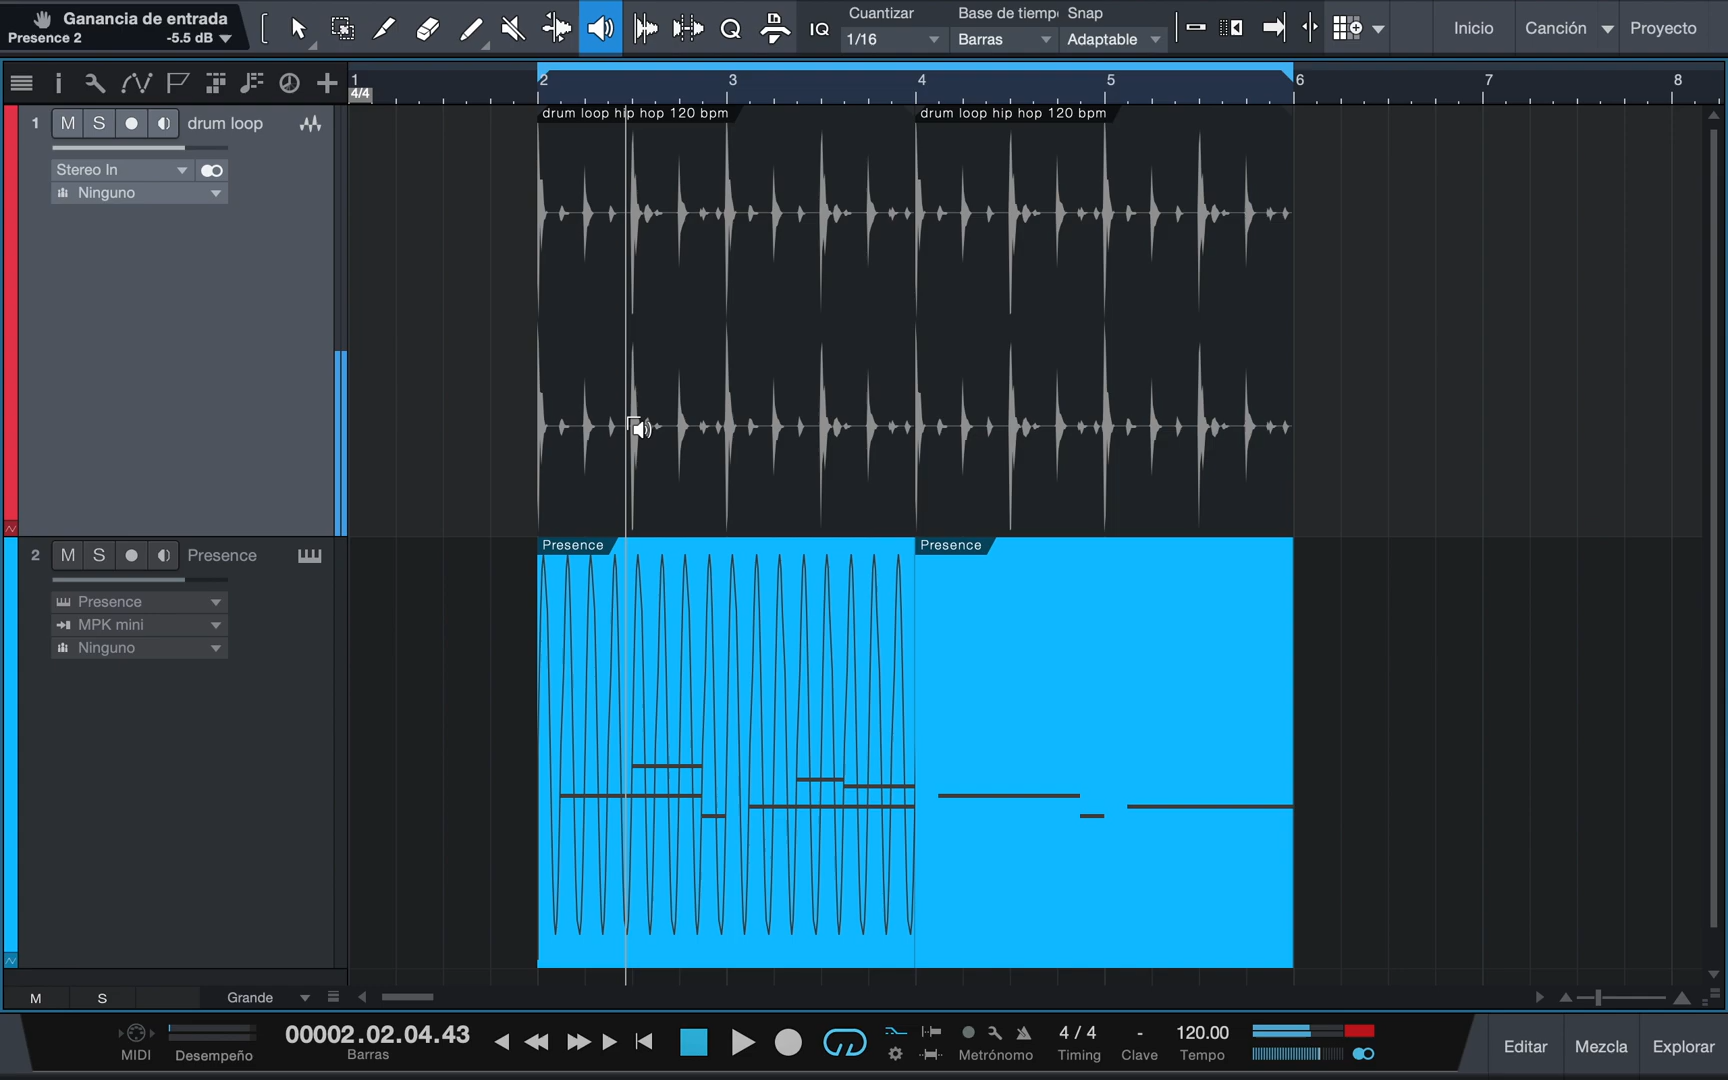 Ganancia de entrada
Presence 2 -5.5 dB
Cuantizar
1/16
Base de tiemp
Barras
Snap
Adaptable
IQ
Inicio
Canción
Proyecto
1 2 3 4 5 6 7 8
4/4
1 M S drum loop
Stereo In
Ninguno
drum loop hip hop 120 bpm
drum loop hip hop 120 bpm
2 M S Presence
Presence
MPK mini
Ninguno
Presence
Presence
M S Grande
MIDI
Desempeño
00002.02.04.43
Barras
Metrónomo
4 / 4
Timing
-
Clave
120.00
Tempo
Editar
Mezcla
Explorar